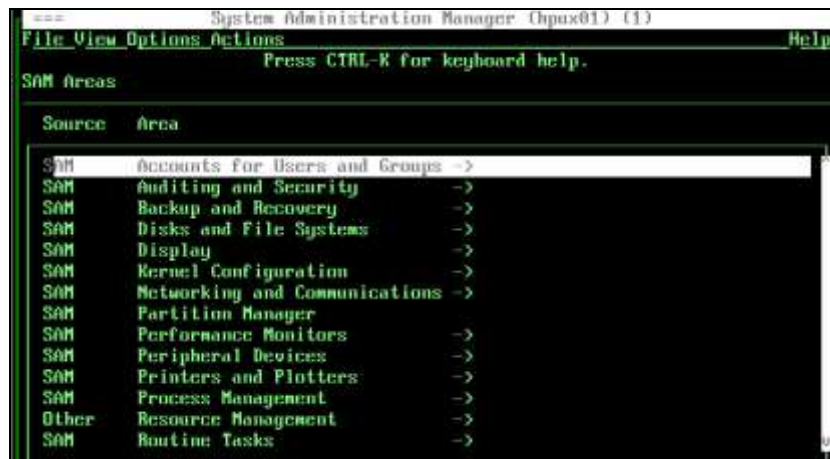 === System Administration Manager (hpux01) (1)
File View Options Actions Help
Press CTRL-K for keyboard help.
SAM Areas
Source Area
SAM Accounts for Users and Groups ->
SAM Auditing and Security ->
SAM Backup and Recovery ->
SAM Disks and File Systems ->
SAM Display ->
SAM Kernel Configuration ->
SAM Networking and Communications ->
SAM Partition Manager
SAM Performance Monitors ->
SAM Peripheral Devices ->
SAM Printers and Plotters ->
SAM Process Management ->
Other Resource Management ->
SAM Routine Tasks ->